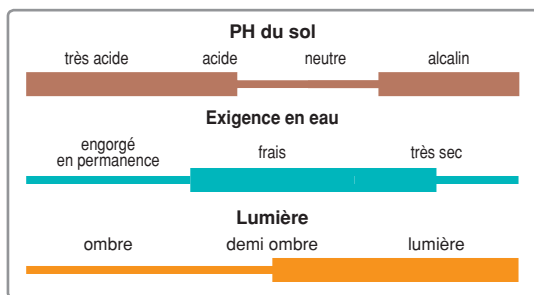 PH du sol
très acide acide neutre alcalin
Exigence en eau
engorgé
en permanence frais très sec
Lumière
ombre demi ombre lumière